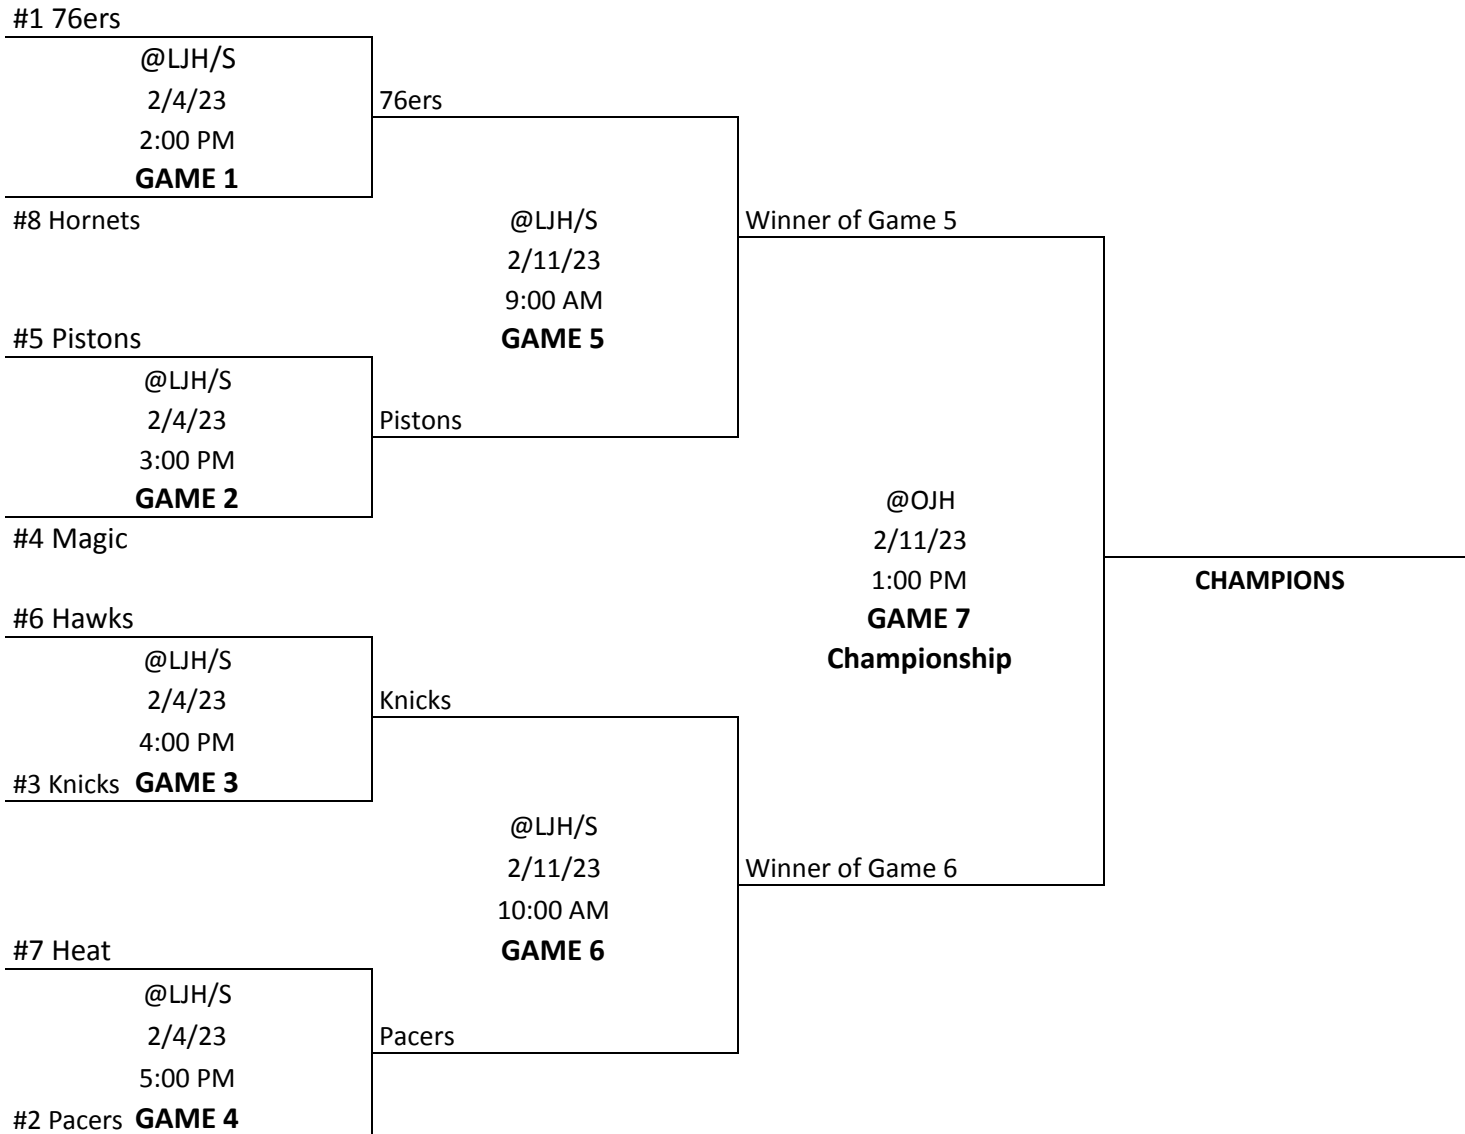 #1 76ers
@LJH/S
2/4/23
2:00 PM
GAME 1
#8 Hornets
76ers
#5 Pistons
@LJH/S
2/4/23
3:00 PM
GAME 2
#4 Magic
Pistons
@LJH/S
2/11/23
9:00 AM
GAME 5
Winner of Game 5
#6 Hawks
@LJH/S
2/4/23
4:00 PM
#3 Knicks GAME 3
Knicks
#7 Heat
@LJH/S
2/4/23
5:00 PM
#2 Pacers GAME 4
Pacers
@LJH/S
2/11/23
10:00 AM
GAME 6
Winner of Game 6
@OJH
2/11/23
1:00 PM
GAME 7
Championship
CHAMPIONS